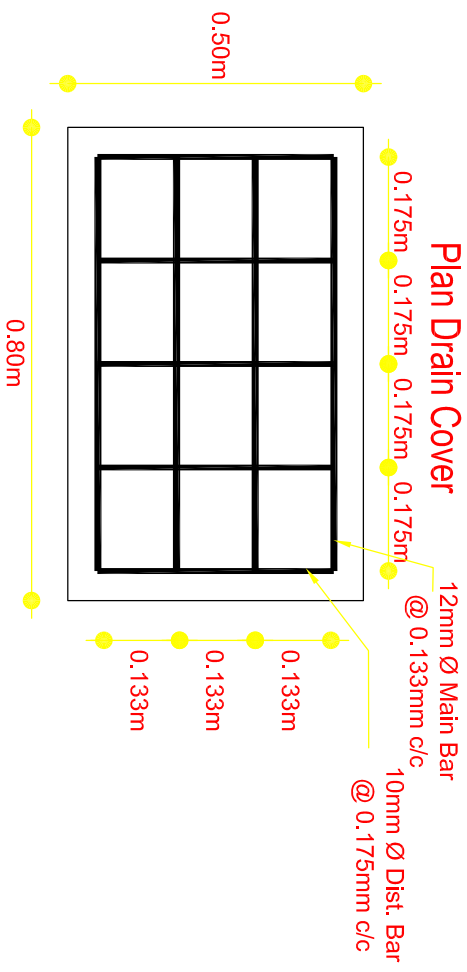 Plan Drain Cover
0.175m
0.175m
0.175m
0.175m
12mm Ø Main Bar
@ 0.133mm c/c
10mm Ø Dist. Bar
@ 0.175mm c/c
0.50m
0.133m
0.133m
0.133m
0.80m